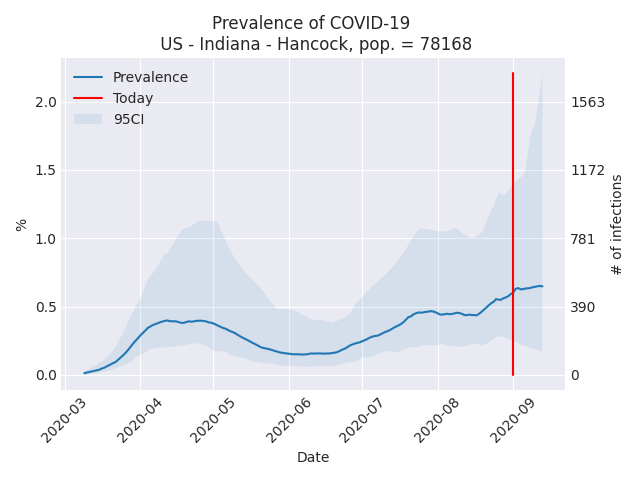 Prevalence of COVID-19
US - Indiana - Hancock, pop. = 78168
Prevalence
Today
95CI
2.0
1.5
1.0
0.5
0.0
%
1563
1172
781
390
0
# of infections
2020-03
2020-04
2020-05
2020-06
2020-07
2020-08
2020-09
Date